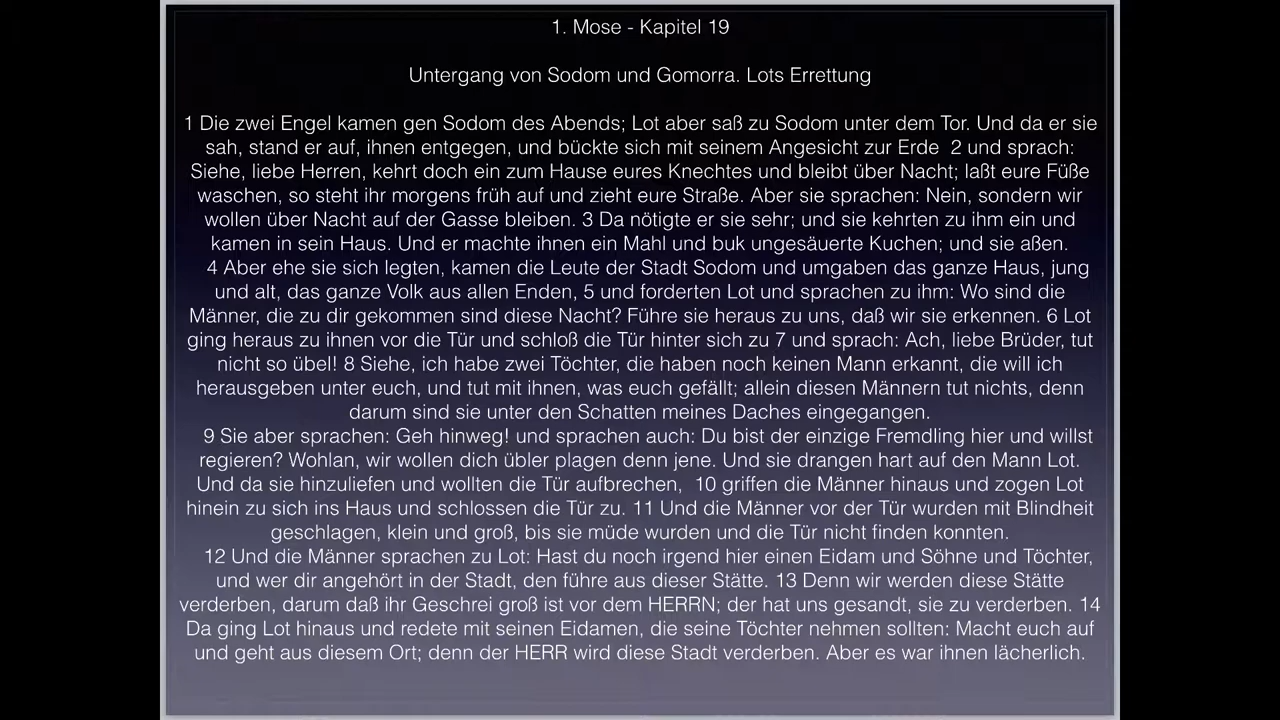 1. Mose - Kapitel 19
Untergang von Sodom und Gomorra. Lots Errettung
1 Die zwei Engel kamen gen Sodom des Abends; Lot aber saß zu Sodom unter dem Tor. Und da er sie
sah, stand er auf, ihnen entgegen, und bückte sich mit seinem Angesicht zur Erde  2 und sprach:
Siehe, liebe Herren, kehrt doch ein zum Hause eures Knechtes und bleibt über Nacht; laßt eure Füße
waschen, so steht ihr morgens früh auf und zieht eure Straße. Aber sie sprachen: Nein, sondern wir
wollen über Nacht auf der Gasse bleiben. 3 Da nötigte er sie sehr; und sie kehrten zu ihm ein und
kamen in sein Haus. Und er machte ihnen ein Mahl und buk ungesäuerte Kuchen; und sie aßen.
4 Aber ehe sie sich legten, kamen die Leute der Stadt Sodom und umgaben das ganze Haus, jung
und alt, das ganze Volk aus allen Enden, 5 und forderten Lot und sprachen zu ihm: Wo sind die
Männer, die zu dir gekommen sind diese Nacht? Führe sie heraus zu uns, daß wir sie erkennen. 6 Lot
ging heraus zu ihnen vor die Tür und schloß die Tür hinter sich zu 7 und sprach: Ach, liebe Brüder, tut
nicht so übel! 8 Siehe, ich habe zwei Töchter, die haben noch keinen Mann erkannt, die will ich
herausgeben unter euch, und tut mit ihnen, was euch gefällt; allein diesen Männern tut nichts, denn
darum sind sie unter den Schatten meines Daches eingegangen.
9 Sie aber sprachen: Geh hinweg! und sprachen auch: Du bist der einzige Fremdling hier und willst
regieren? Wohlan, wir wollen dich übler plagen denn jene. Und sie drangen hart auf den Mann Lot.
Und da sie hinzuliefen und wollten die Tür aufbrechen,  10 griffen die Männer hinaus und zogen Lot
hinein zu sich ins Haus und schlossen die Tür zu. 11 Und die Männer vor der Tür wurden mit Blindheit
geschlagen, klein und groß, bis sie müde wurden und die Tür nicht finden konnten.
12 Und die Männer sprachen zu Lot: Hast du noch irgend hier einen Eidam und Söhne und Töchter,
und wer dir angehört in der Stadt, den führe aus dieser Stätte. 13 Denn wir werden diese Stätte
verderben, darum daß ihr Geschrei groß ist vor dem HERRN; der hat uns gesandt, sie zu verderben. 14
Da ging Lot hinaus und redete mit seinen Eidamen, die seine Töchter nehmen sollten: Macht euch auf
und geht aus diesem Ort; denn der HERR wird diese Stadt verderben. Aber es war ihnen lächerlich.